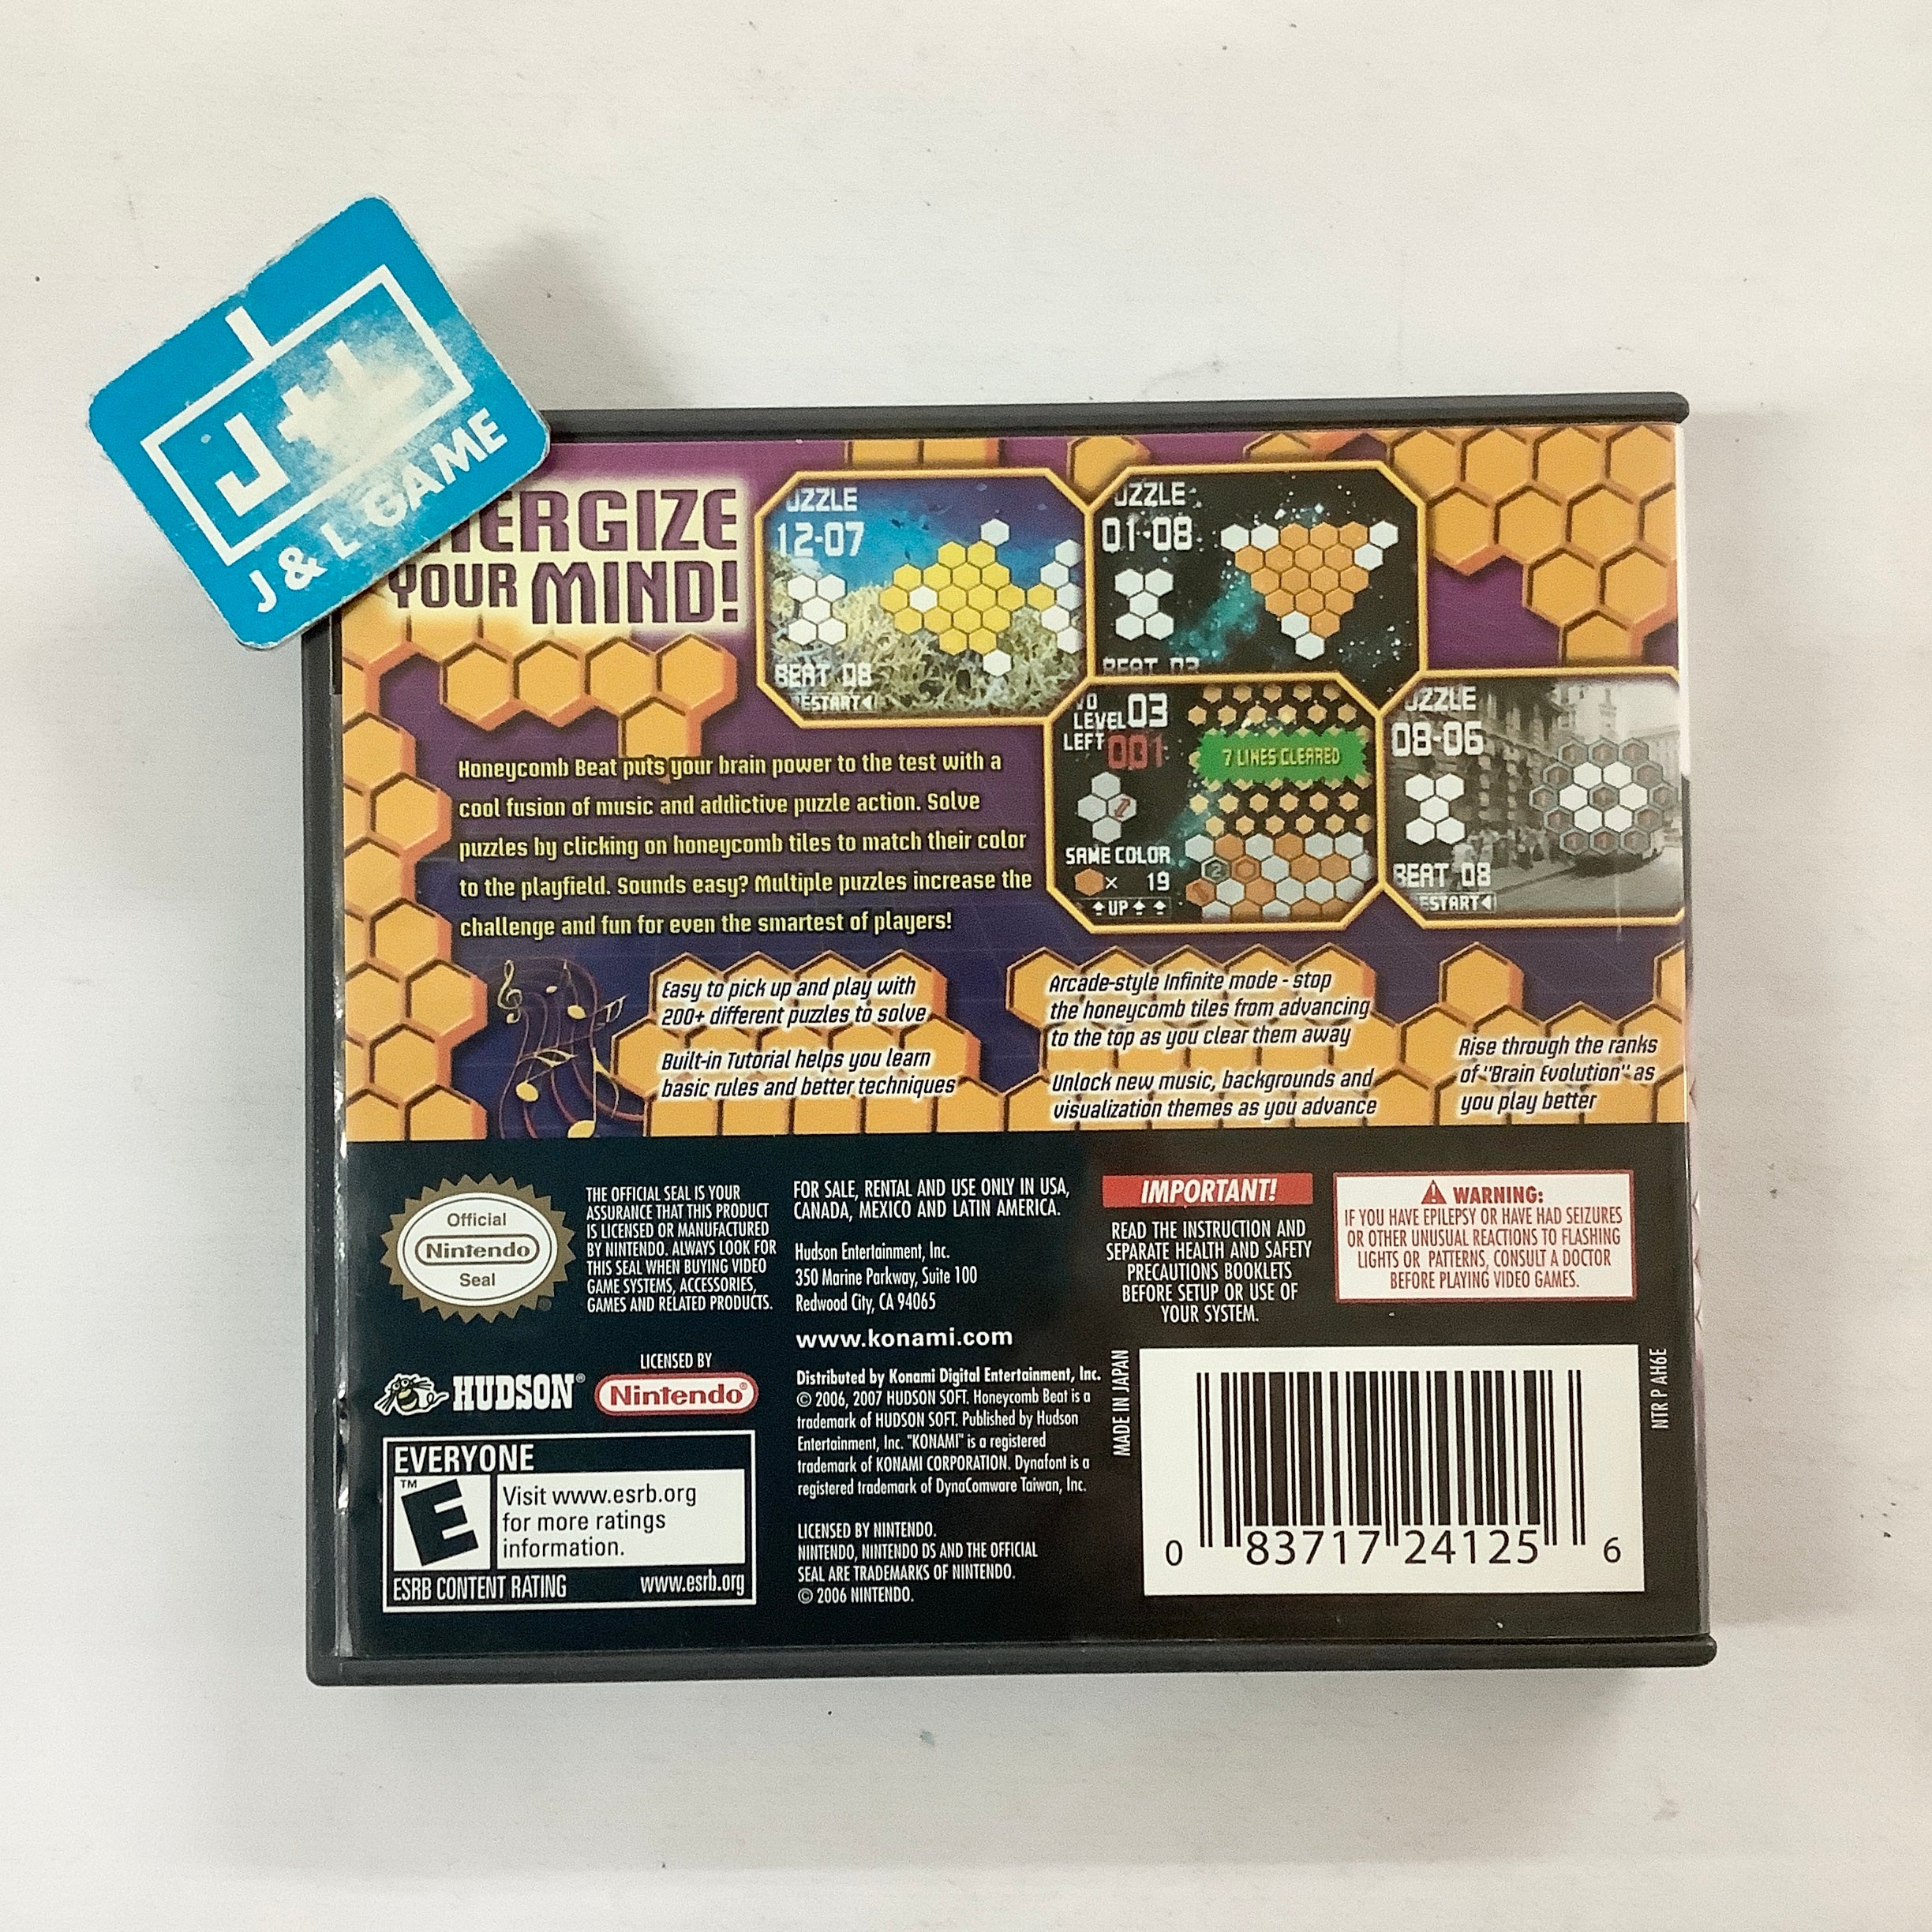 J+L
J & L GAME
YOUR MIND!
12-07
BEAT 08
01-08
LEVEL 03
LEFT 001
7 LINES CLEARED
SAME COLOR
× 19
UP
08-06
BEAT 08
Honeycomb Beat puts your brain power to the test with a
cool fusion of music and addictive puzzle action. Solve
puzzles by clicking on honeycomb tiles to match their color
to the playfield. Sounds easy? Multiple puzzles increase the
challenge and fun for even the smartest of players!
Easy to pick up and play with
200+ different puzzles to solve
Built-in Tutorial helps you learn
basic rules and better techniques
Arcade-style Infinite mode - stop
the honeycomb tiles from advancing
to the top as you clear them away
Unlock new music, backgrounds and
visualization themes as you advance
Rise through the ranks
of "Brain Evolution" as
you play better
Official
Nintendo
Seal
THE OFFICIAL SEAL IS YOUR
ASSURANCE THAT THIS PRODUCT
IS LICENSED OR MANUFACTURED
BY NINTENDO. ALWAYS LOOK FOR
THIS SEAL WHEN BUYING VIDEO
GAME SYSTEMS, ACCESSORIES,
GAMES AND RELATED PRODUCTS.
HUDSON®
LICENSED BY
Nintendo®
EVERYONE
E
™
Visit www.esrb.org
for more ratings
information.
ESRB CONTENT RATING www.esrb.org
FOR SALE, RENTAL AND USE ONLY IN USA,
CANADA, MEXICO AND LATIN AMERICA.
Hudson Entertainment, Inc.
350 Marine Parkway, Suite 100
Redwood City, CA 94065
www.konami.com
Distributed by Konami Digital Entertainment, Inc.
© 2006, 2007 HUDSON SOFT. Honeycomb Beat is a
trademark of HUDSON SOFT. Published by Hudson
Entertainment, Inc. "KONAMI" is a registered
trademark of KONAMI CORPORATION. Dynafont is a
registered trademark of DynaComware Taiwan, Inc.
LICENSED BY NINTENDO.
NINTENDO, NINTENDO DS AND THE OFFICIAL
SEAL ARE TRADEMARKS OF NINTENDO.
© 2006 NINTENDO.
IMPORTANT!
READ THE INSTRUCTION AND
SEPARATE HEALTH AND SAFETY
PRECAUTIONS BOOKLETS
BEFORE SETUP OR USE OF
YOUR SYSTEM.
WARNING:
IF YOU HAVE EPILEPSY OR HAVE HAD SEIZURES
OR OTHER UNUSUAL REACTIONS TO FLASHING
LIGHTS OR PATTERNS, CONSULT A DOCTOR
BEFORE PLAYING VIDEO GAMES.
MADE IN JAPAN
NTR P AH6E
0 83717 24125 6